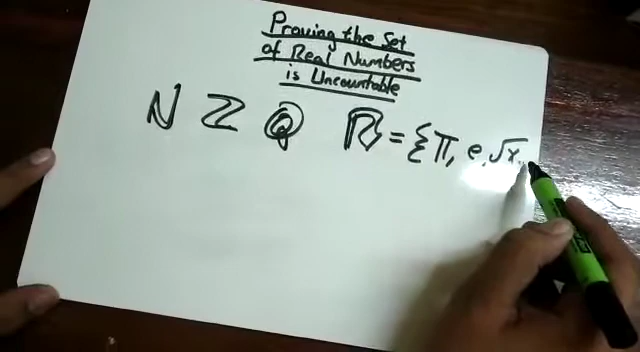 Proving the Set
of Real Numbers
is Uncountable
ℕ ℤ ℚ ℝ = {π, e, √x